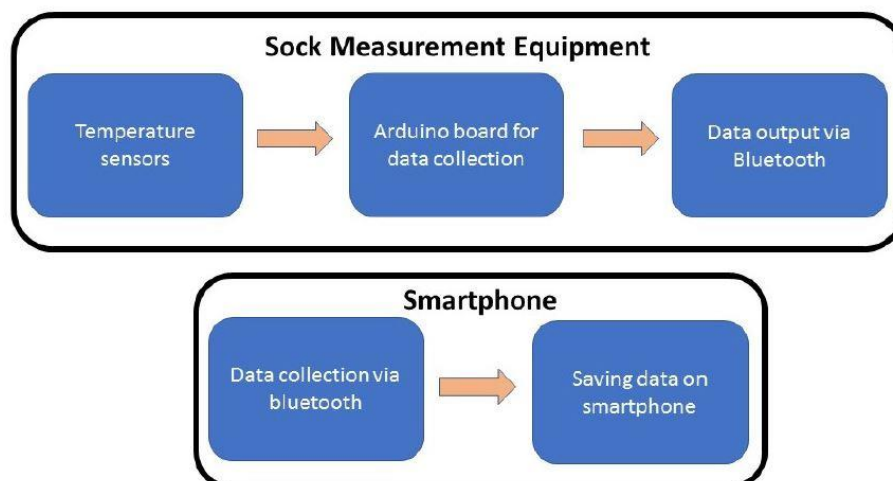 Sock Measurement Equipment
Temperature
sensors
Arduino board for
data collection
Data output via
Bluetooth
Smartphone
Data collection via
bluetooth
Saving data on
smartphone